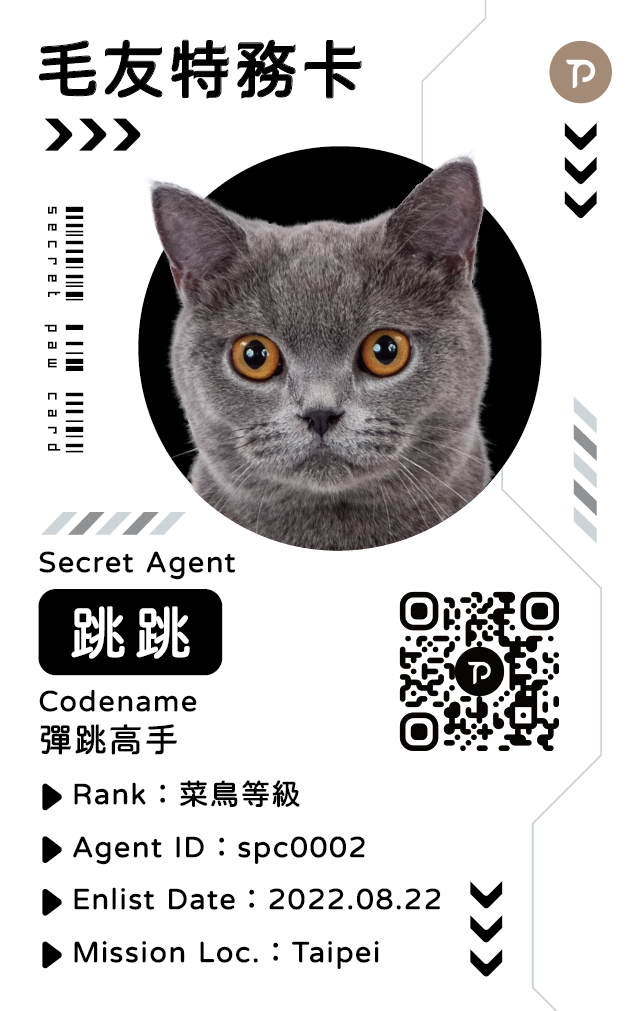 毛友特務卡
secret paw card
Secret Agent
跳跳
Codename
彈跳高手
Rank：菜鳥等級
Agent ID：spc0002
Enlist Date：2022.08.22
Mission Loc.：Taipei